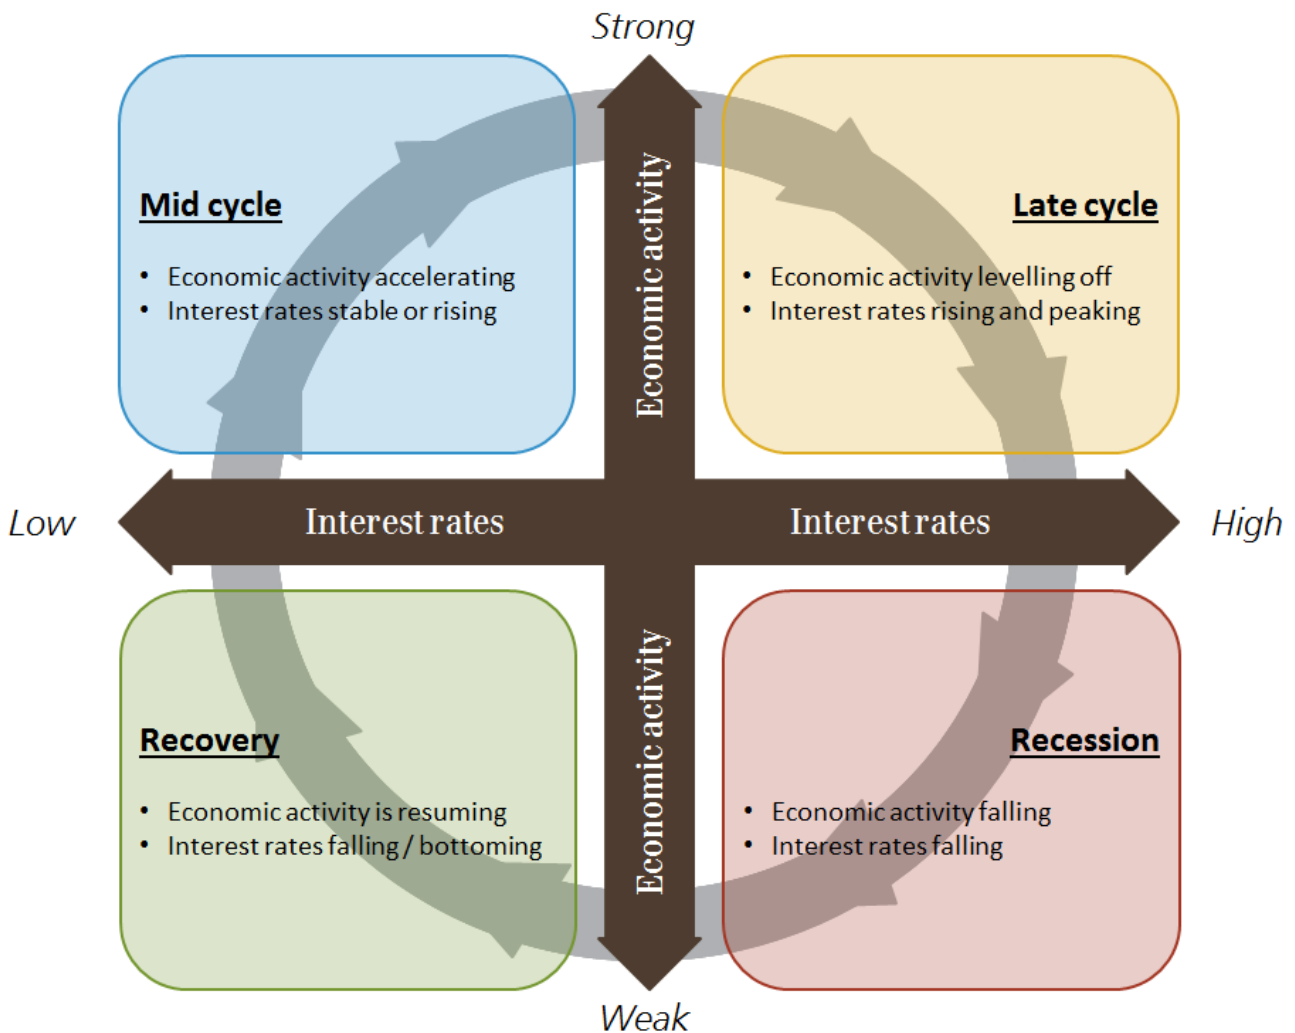 Strong
Mid cycle
• Economic activity accelerating
• Interest rates stable or rising
Economic activity
Late cycle
• Economic activity levelling off
• Interest rates rising and peaking
Low
Interest rates
Interest rates
High
Recovery
• Economic activity is resuming
• Interest rates falling / bottoming
Economic activity
Recession
• Economic activity falling
• Interest rates falling
Weak